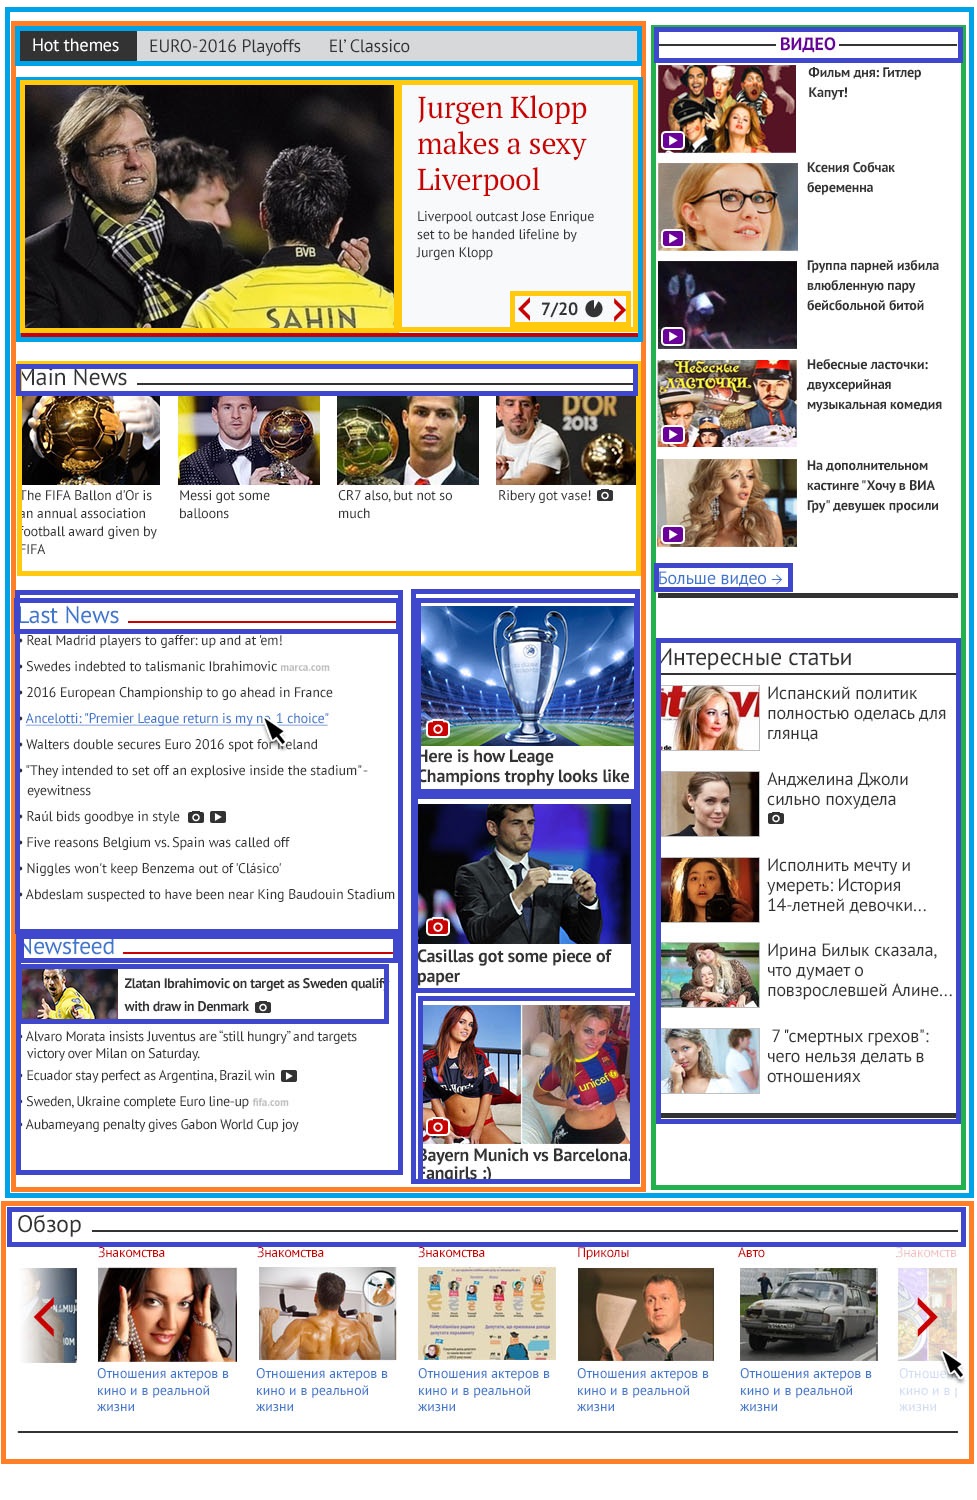 Hot themes EURO-2016 Playoffs El' Classico
Jurgen Klopp
makes a sexy
Liverpool
Liverpool outcast Jose Enrique
set to be handed lifeline by
Jurgen Klopp
BVB
SAHIN
7/20
Main News
D'OR
2013
The FIFA Ballon d'Or is
an annual association
football award given by
FIFA
Messi got some
balloons
CR7 also, but not so
much
Ribery got vase!
Last News
Real Madrid players to gaffer: up and at 'em!
Swedes indebted to talismanic Ibrahimovic marca.com
2016 European Championship to go ahead in France
Ancelotti: "Premier League return is my no. 1 choice"
Walters double secures Euro 2016 spot for Ireland
"They intended to set off an explosive inside the stadium" -
eyewitness
Raúl bids goodbye in style
Five reasons Belgium vs. Spain was called off
Niggles won't keep Benzema out of 'Clásico'
Abdeslam suspected to have been near King Baudouin Stadium
Newsfeed
Zlatan Ibrahimovic on target as Sweden qualif
with draw in Denmark
Alvaro Morata insists Juventus are “still hungry” and targets
victory over Milan on Saturday.
Ecuador stay perfect as Argentina, Brazil win
Sweden, Ukraine complete Euro line-up fifa.com
Aubameyang penalty gives Gabon World Cup joy
Here is how Leage
Champions trophy looks like
Casillas got some piece of
paper
unicef
Bayern Munich vs Barcelona.
Fangirls :)
ВИДЕО
Фильм дня: Гитлер
Капут!
Ксения Собчак
беременна
Группа парней избила
влюбленную пару
бейсбольной битой
Небесные
ЛАСТОЧКИ
Небесные ласточки:
двухсерийная
музыкальная комедия
На дополнительном
кастинге "Хочу в ВИА
Гру" девушек просили
Больше видео →
Интересные статьи
Испанский политик
полностью оделась для
глянца
Анджелина Джоли
сильно похудела
Исполнить мечту и
умереть: История
14-летней девочки...
Ирина Билык сказала,
что думает о
повзрослевшей Алине...
7 "смертных грехов":
чего нельзя делать в
отношениях
Обзор
Знакомства
Знакомства
Знакомства
Приколы
Авто
Знакомств
Отношения актеров в
кино и в реальной
жизни
Отношения актеров в
кино и в реальной
жизни
Отношения актеров в
кино и в реальной
жизни
Отношения актеров в
кино и в реальной
жизни
Отношения актеров в
кино и в реальной
жизни
Отноше
кино и в р
жизни